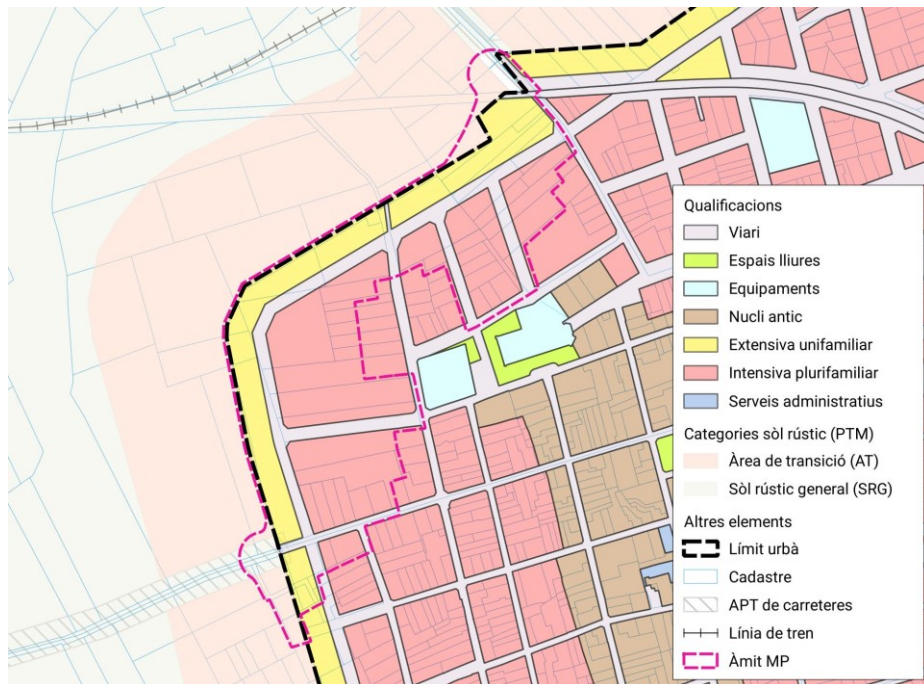 Qualificacions
Viari
Espais lliures
Equipaments
Nucli antic
Extensiva unifamiliar
Intensiva plurifamiliar
Serveis administratius
Categories sòl rústic (PTM)
Àrea de transició (AT)
Sòl rústic general (SRG)
Altres elements
Límit urbà
Cadastre
APT de carreteres
Línia de tren
Àmit MP